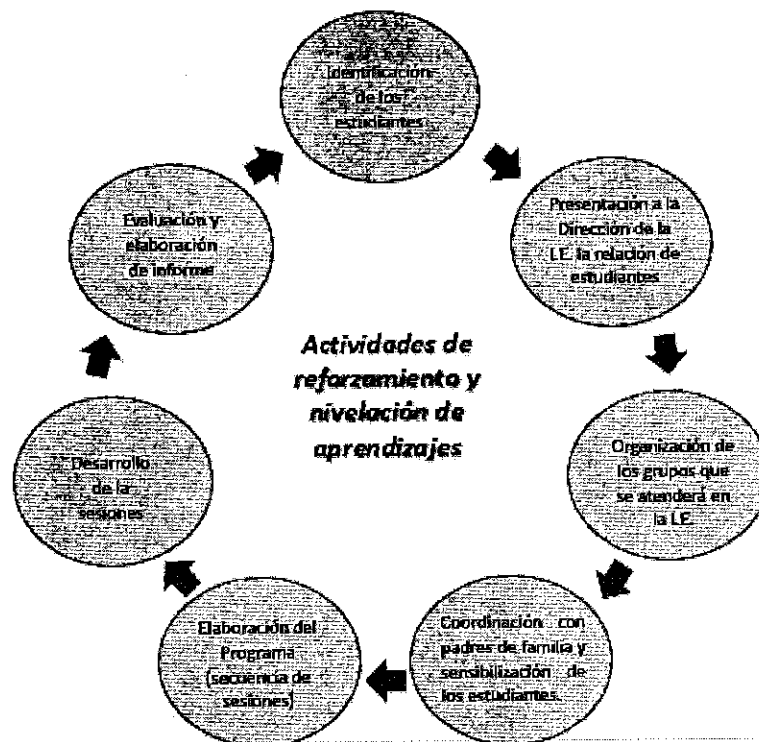 Identificación
de los
estudiantes
Presentación a la
Dirección de la
I.E. la relación de
estudiantes
Organización de
los grupos que
se atenderá en
la I.E.
Coordinación con
padres de familia y
sensibilización de
los estudiantes.
Elaboración del
Programa
(secuencia de
sesiones)
Desarrollo
de la
sesiones
Evaluación y
elaboración
de informe
Actividades de
reforzamiento y
nivelación de
aprendizajes